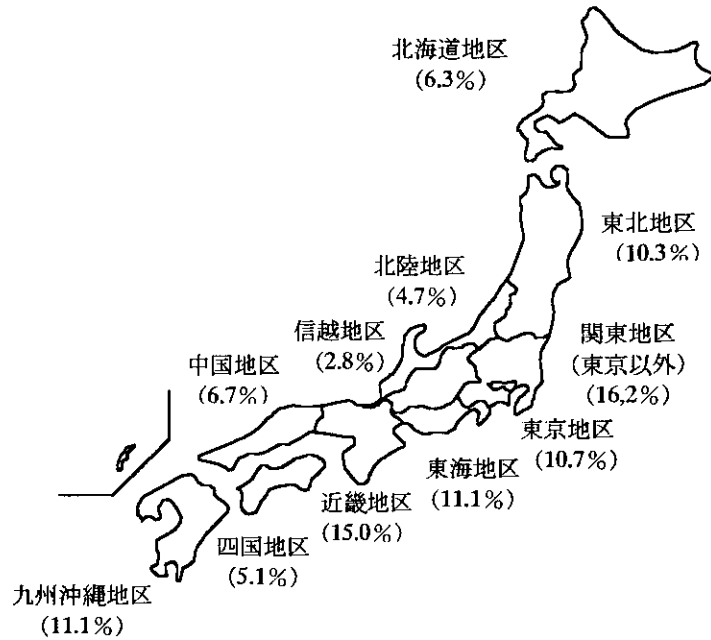 北海道地区
(6.3%)
東北地区
(10.3%)
北陸地区
(4.7%)
信越地区
(2.8%)
関東地区
(東京以外)
(16,2%)
中国地区
(6.7%)
東京地区
(10.7%)
東海地区
(11.1%)
近畿地区
(15.0%)
四国地区
(5.1%)
九州沖縄地区
(11.1%)